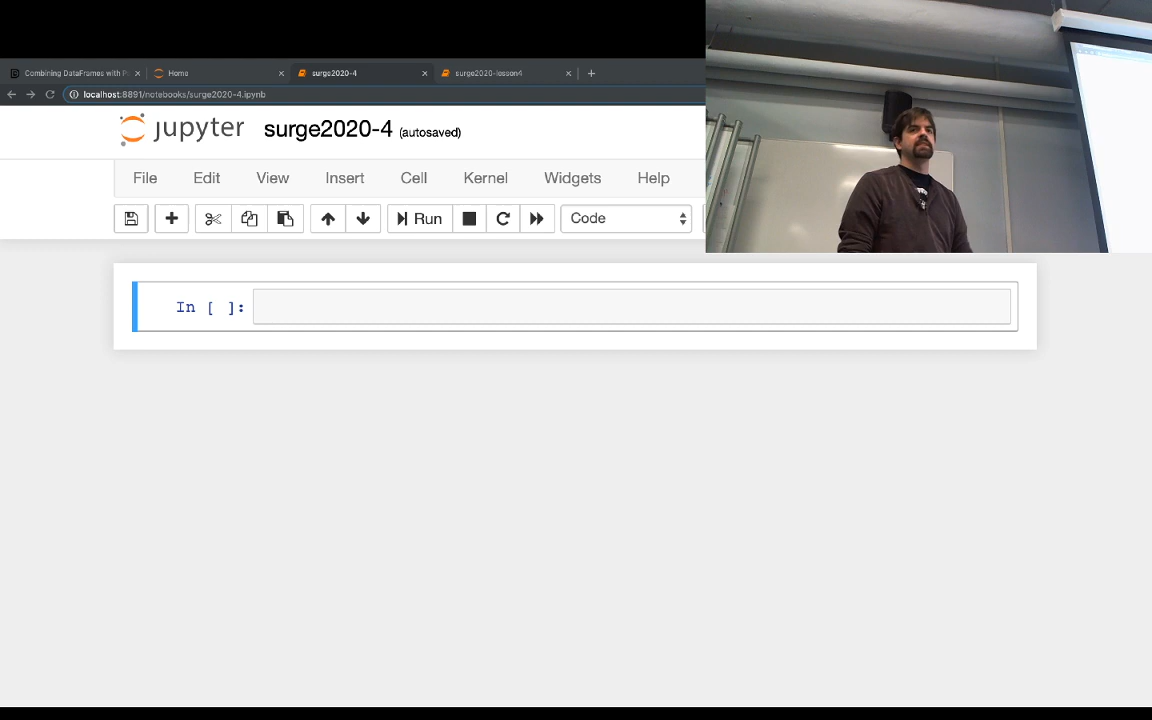 Combining DataFrames with P
Home
surge2020-4
surge2020-lesson4
localhost:8891/notebooks/surge2020-4.ipynb
jupyter surge2020-4 (autosaved)
File Edit View Insert Cell Kernel Widgets Help
Run Code
In [ ]: